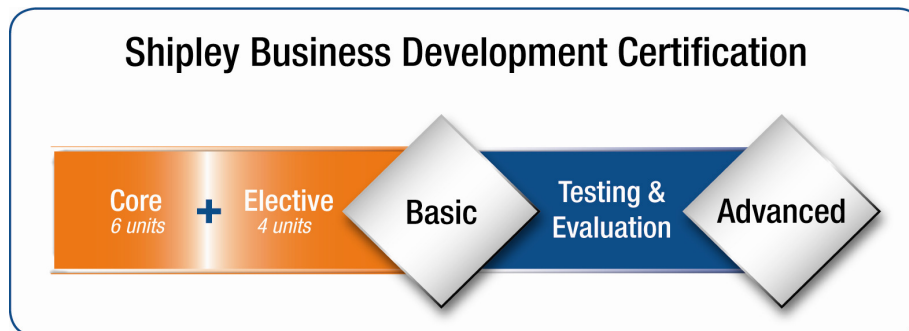 Shipley Business Development Certification
Core
6 units
+
Elective
4 units
Basic
Testing &
Evaluation
Advanced